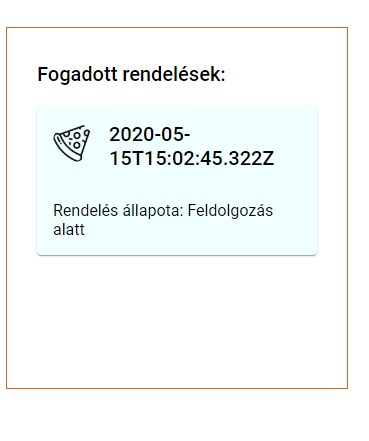 Fogadott rendelések:
2020-05-
15T15:02:45.322Z
Rendelés állapota: Feldolgozás
alatt